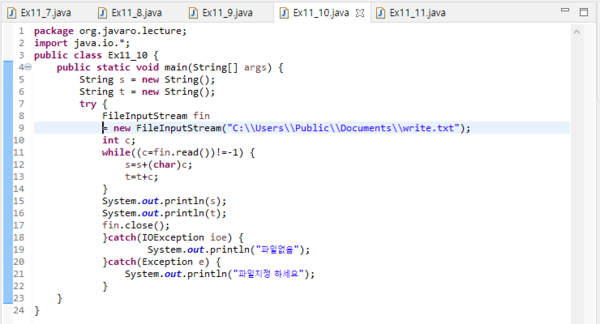 Ex11_7.java Ex11_8.java Ex11_9.java Ex11_10.java Ex11_11.java
1 package org.javaro.lecture;
2 import java.io.*;
3 public class Ex11_10 {
4 public static void main(String[] args) {
5 String s = new String();
6 String t = new String();
7 try {
8 FileInputStream fin
9 = new FileInputStream("C:\\Users\\Public\\Documents\\write.txt");
10 int c;
11 while((c=fin.read())!=-1) {
12 s=s+(char)c;
13 t=t+c;
14 }
15 System.out.println(s);
16 System.out.println(t);
17 fin.close();
18 }catch(IOException ioe) {
19 System.out.println("파일없음");
20 }catch(Exception e) {
21 System.out.println("파일지정 하세요");
22 }
23 }
24 }